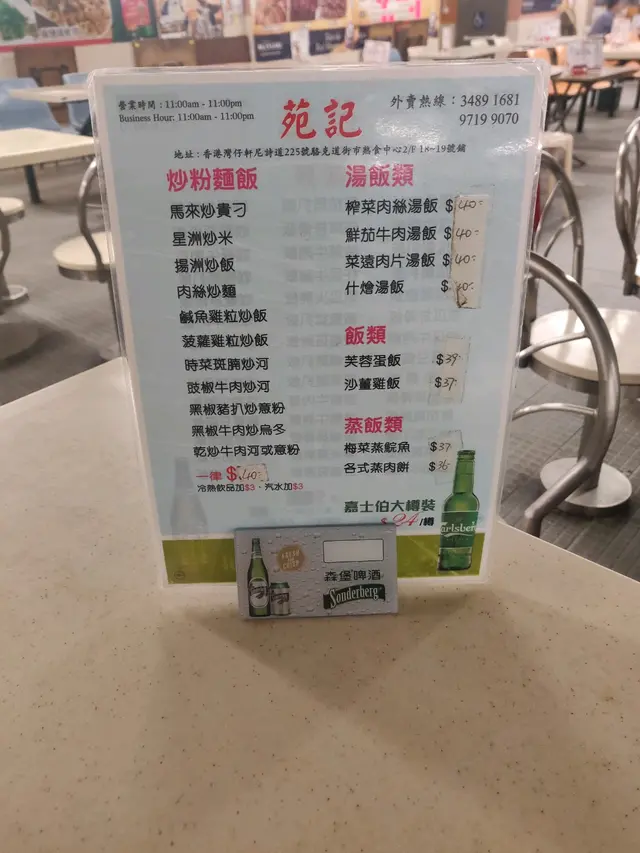 營業時間：11:00am - 11:00pm
Business Hour: 11:00am - 11:00pm
苑記
外賣熱線：3489 1681
9719 9070
地址：香港灣仔軒尼詩道225號駱克道街市熟食中心2/F 18-19號鋪
炒粉麵飯
馬來炒貴刁
星洲炒米
揚洲炒飯
肉絲炒麵
鹹魚雞粒炒飯
菠蘿雞粒炒飯
時菜斑腩炒河
豉椒牛肉炒河
黑椒豬扒炒意粉
黑椒牛肉炒烏冬
乾炒牛肉河或意粉
一律 $40-
冷熱飲品加$3．汽水加$3
湯飯類
榨菜肉絲湯飯 $40-
鮮茄牛肉湯飯 $40-
菜遠肉片湯飯 $40-
什燴湯飯 $40-
飯類
芙蓉蛋飯 $39-
沙薑雞飯 $37-
蒸飯類
梅菜蒸鯇魚 $37
各式蒸肉餅 $36-
嘉士伯大樽裝
$24/樽
Carlsberg
森堡啤酒
Sonderberg